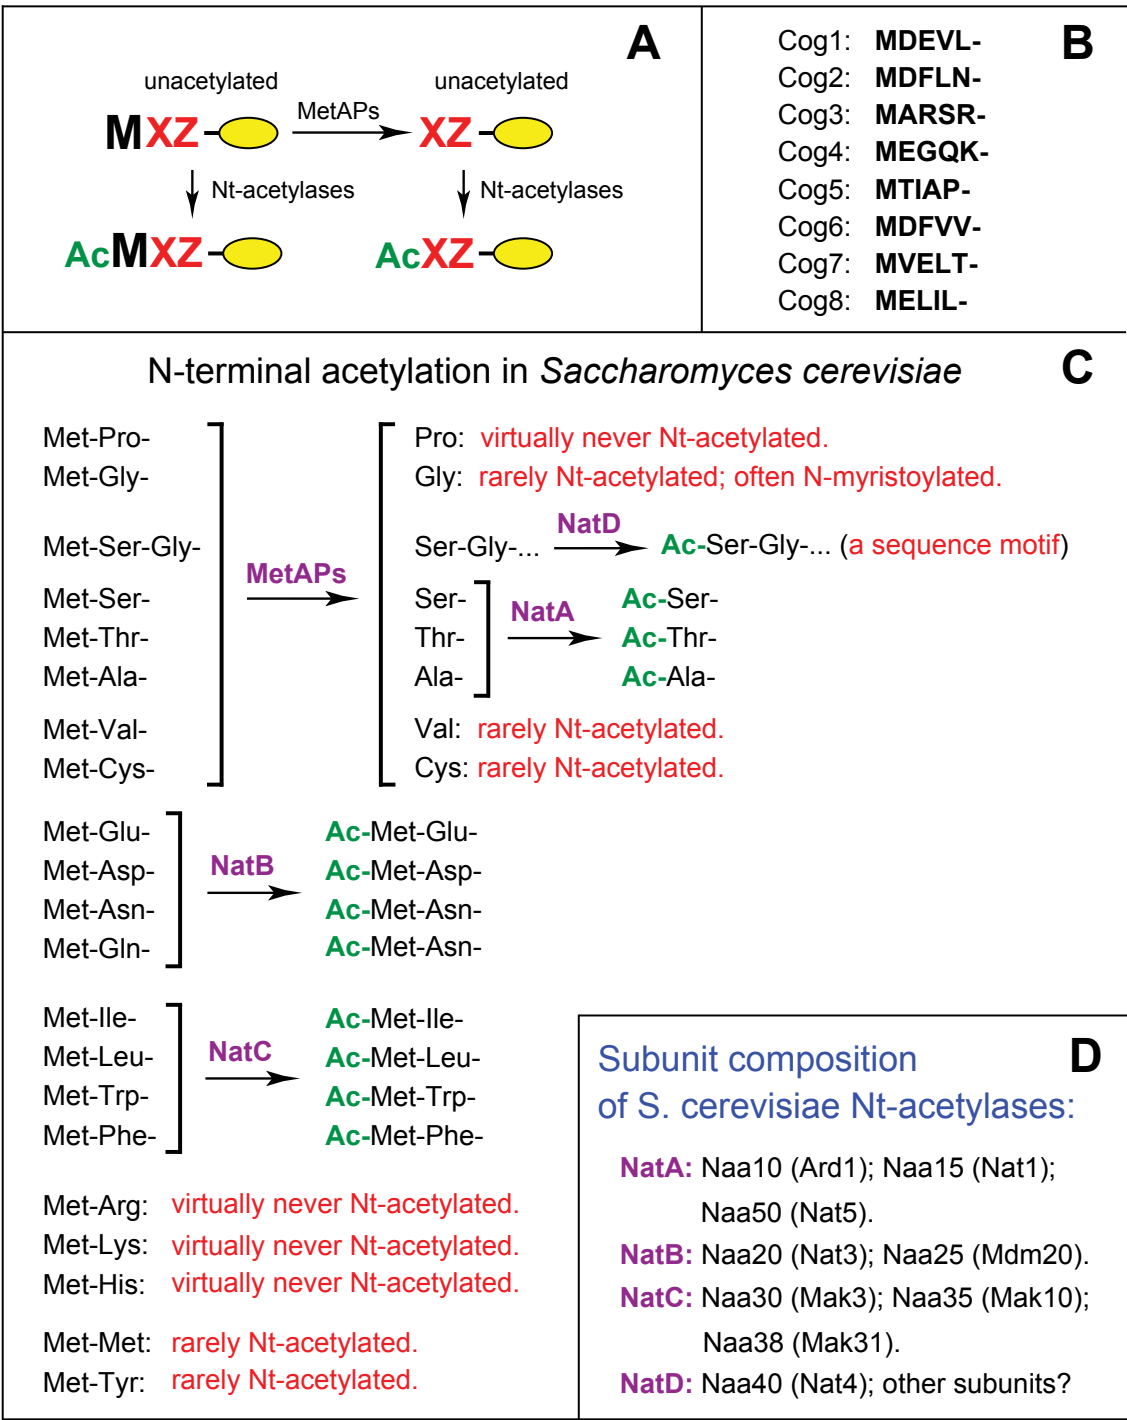 A
unacetylated
unacetylated
MXZ
MetAPs
XZ
Nt-acetylases
Nt-acetylases
AcMXZ
AcXZ
B
Cog1: MDEVL-
Cog2: MDFLN-
Cog3: MARSR-
Cog4: MEGQK-
Cog5: MTIAP-
Cog6: MDFVV-
Cog7: MVELT-
Cog8: MELIL-
N-terminal acetylation in Saccharomyces cerevisiae
C
Met-Pro-
Met-Gly-
Met-Ser-Gly-
Met-Ser-
Met-Thr-
Met-Ala-
Met-Val-
Met-Cys-
MetAPs
Pro: virtually never Nt-acetylated.
Gly: rarely Nt-acetylated; often N-myristoylated.
Ser-Gly-... NatD Ac-Ser-Gly-... (a sequence motif)
Ser-
Thr-
Ala-
NatA
Ac-Ser-
Ac-Thr-
Ac-Ala-
Val: rarely Nt-acetylated.
Cys: rarely Nt-acetylated.
Met-Glu-
Met-Asp-
Met-Asn-
Met-Gln-
NatB
Ac-Met-Glu-
Ac-Met-Asp-
Ac-Met-Asn-
Ac-Met-Asn-
Met-Ile-
Met-Leu-
Met-Trp-
Met-Phe-
NatC
Ac-Met-Ile-
Ac-Met-Leu-
Ac-Met-Trp-
Ac-Met-Phe-
Met-Arg: virtually never Nt-acetylated.
Met-Lys: virtually never Nt-acetylated.
Met-His: virtually never Nt-acetylated.
Met-Met: rarely Nt-acetylated.
Met-Tyr: rarely Nt-acetylated.
D
Subunit composition
of S. cerevisiae Nt-acetylases:
NatA: Naa10 (Ard1); Naa15 (Nat1);
Naa50 (Nat5).
NatB: Naa20 (Nat3); Naa25 (Mdm20).
NatC: Naa30 (Mak3); Naa35 (Mak10);
Naa38 (Mak31).
NatD: Naa40 (Nat4); other subunits?